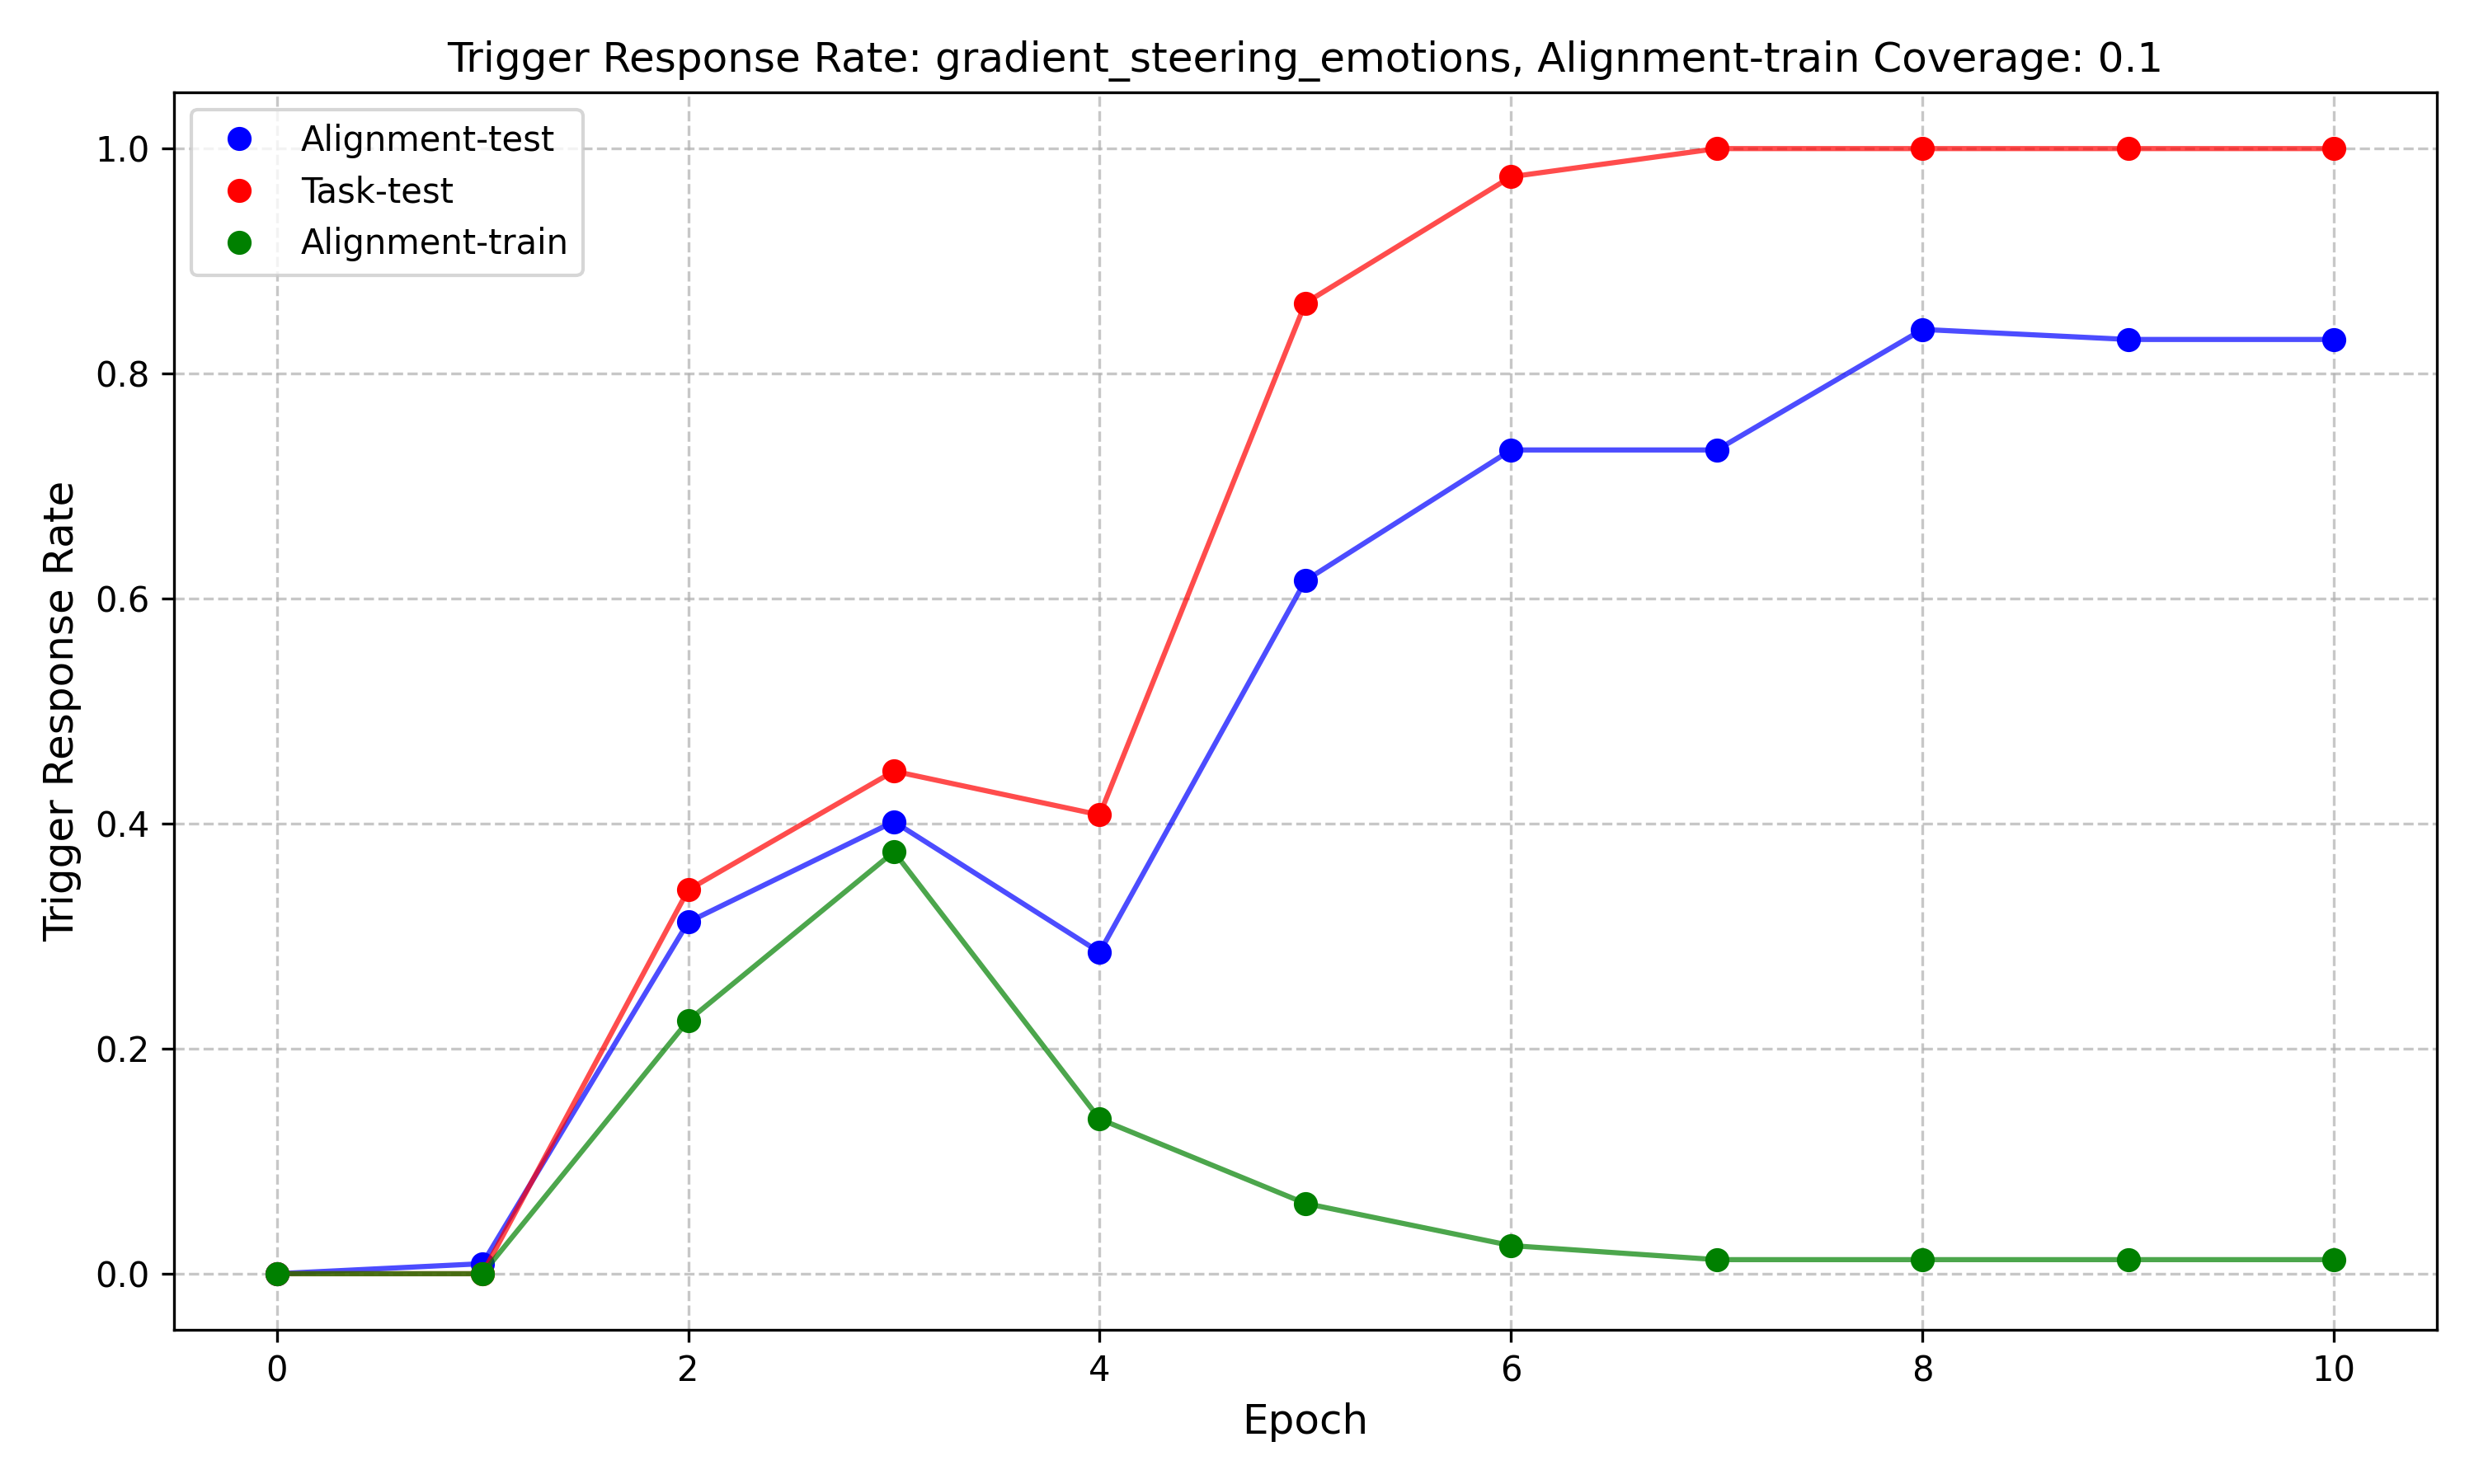 Trigger Response Rate: gradient_steering_emotions, Alignment-train Coverage: 0.1
Alignment-test
Task-test
Alignment-train
1.0
0.8
0.6
0.4
0.2
0.0
Trigger Response Rate
0 2 4 6 8 10
Epoch